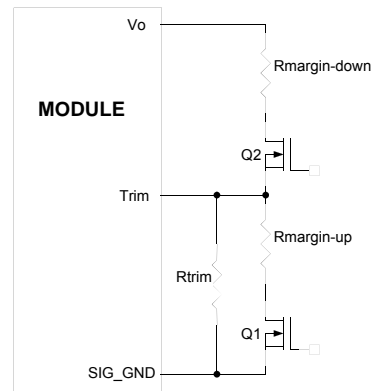 Vo
Rmargin-down
MODULE
Q2
Trim
Rmargin-up
Rtrim
Q1
SIG_GND